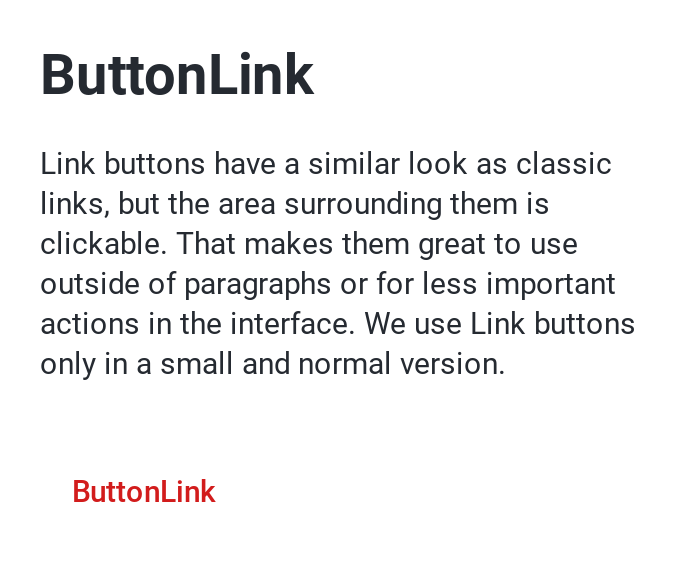 ButtonLink
Link buttons have a similar look as classic
links, but the area surrounding them is
clickable. That makes them great to use
outside of paragraphs or for less important
actions in the interface. We use Link buttons
only in a small and normal version.
ButtonLink